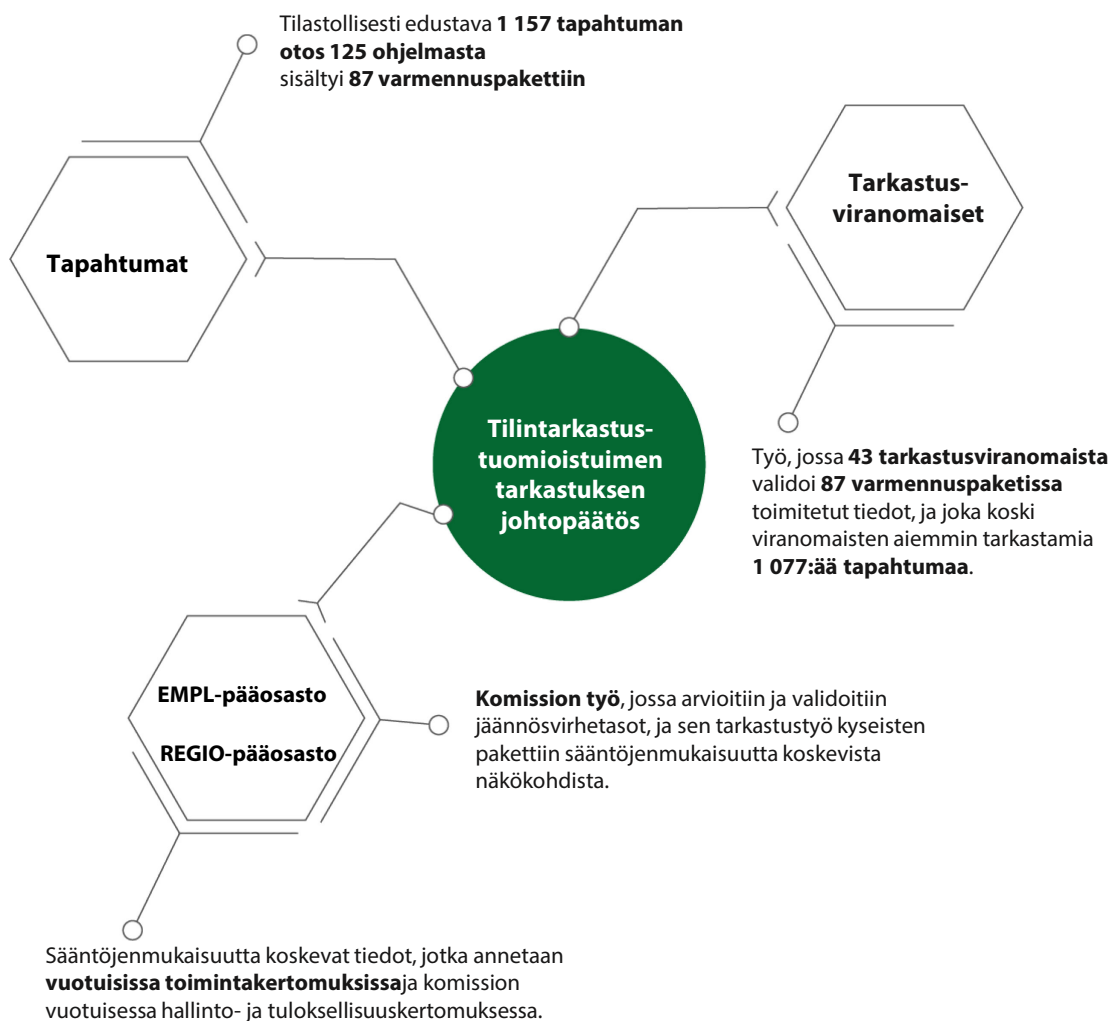 Tilastollisesti edustava 1 157 tapahtuman
otos 125 ohjelmasta
sisältyi 87 varmennuspakettiin
Tapahtumat
Tarkastus-
viranomaiset
Tilintarkastus-
tuomioistuimen
tarkastuksen
johtopäätös
Työ, jossa 43 tarkastusviranomaista
validoi 87 varmennuspaketissa
toimitetut tiedot, ja joka koski
viranomaisten aiemmin tarkastamia
1 077:ää tapahtumaa.
EMPL-pääosasto
REGIO-pääosasto
Komission työ, jossa arvioitiin ja validoitiin
jäännösvirhetasot, ja sen tarkastustyö kyseisten
pakettiin sääntöjenmukaisuutta koskevista
näkökohdista.
Sääntöjenmukaisuutta koskevat tiedot, jotka annetaan
vuotuisissa toimintakertomuksissaja komission
vuotuisessa hallinto- ja tuloksellisuuskertomuksessa.